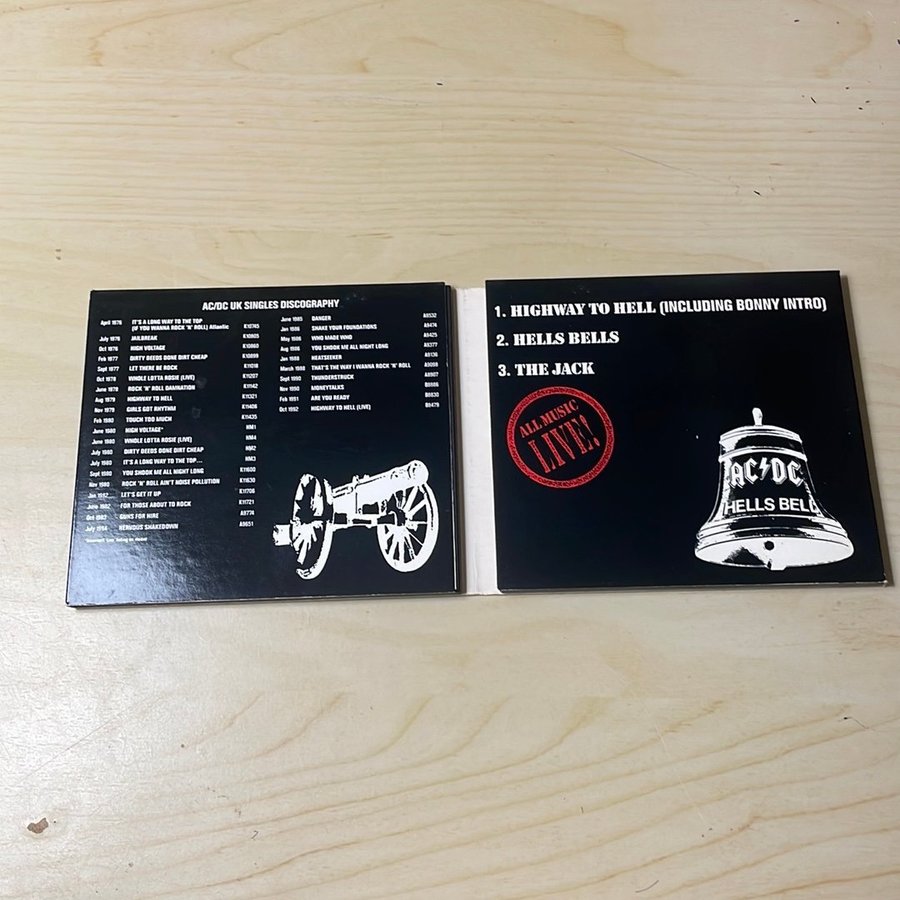 AC/DC UK SINGLES DISCOGRAPHY
April 1976 IT'S A LONG WAY TO THE TOP
(IF YOU WANNA ROCK 'N' ROLL) Atlantic K10745
July 1976 JAILBREAK K10805
Oct 1976 HIGH VOLTAGE K10860
Feb 1977 DIRTY DEEDS DONE DIRT CHEAP K10899
Sept 1977 LET THERE BE ROCK K11018
Oct 1978 WHOLE LOTTA ROSIE (LIVE) K11207
June 1978 ROCK 'N' ROLL DAMNATION K11142
Aug 1979 HIGHWAY TO HELL K11321
Nov 1979 GIRLS GOT RHYTHM K11406
Feb 1980 TOUCH TOO MUCH K11435
June 1980 HIGH VOLTAGE* HM1
June 1980 WHOLE LOTTA ROSIE (LIVE) HM4
July 1980 DIRTY DEEDS DONE DIRT CHEAP HM2
July 1980 IT'S A LONG WAY TO THE TOP... HM3
Sept 1980 YOU SHOOK ME ALL NIGHT LONG K11600
Nov 1980 ROCK 'N' ROLL AIN'T NOISE POLLUTION K11630
Jan 1982 LET'S GET IT UP K11706
June 1982 FOR THOSE ABOUT TO ROCK K11721
Oct 1983 GUNS FOR HIRE A9774
July 1984 NERVOUS SHAKEDOWN A9651
June 1985 DANGER A9532
Jan 1986 SHAKE YOUR FOUNDATIONS A9474
May 1986 WHO MADE WHO A9425
Aug 1986 YOU SHOOK ME ALL NIGHT LONG A9377
Jan 1988 HEATSEEKER A9136
March 1988 THAT'S THE WAY I WANNA ROCK 'N' ROLL A9098
Sept 1990 THUNDERSTRUCK A8907
Nov 1990 MONEYTALKS B8886
Feb 1991 ARE YOU READY B8830
Oct 1992 HIGHWAY TO HELL (LIVE) B8479
1. HIGHWAY TO HELL (INCLUDING BONNY INTRO)
2. HELLS BELLS
3. THE JACK
ALL MUSIC
LIVE!
AC/DC
HELLS BELL